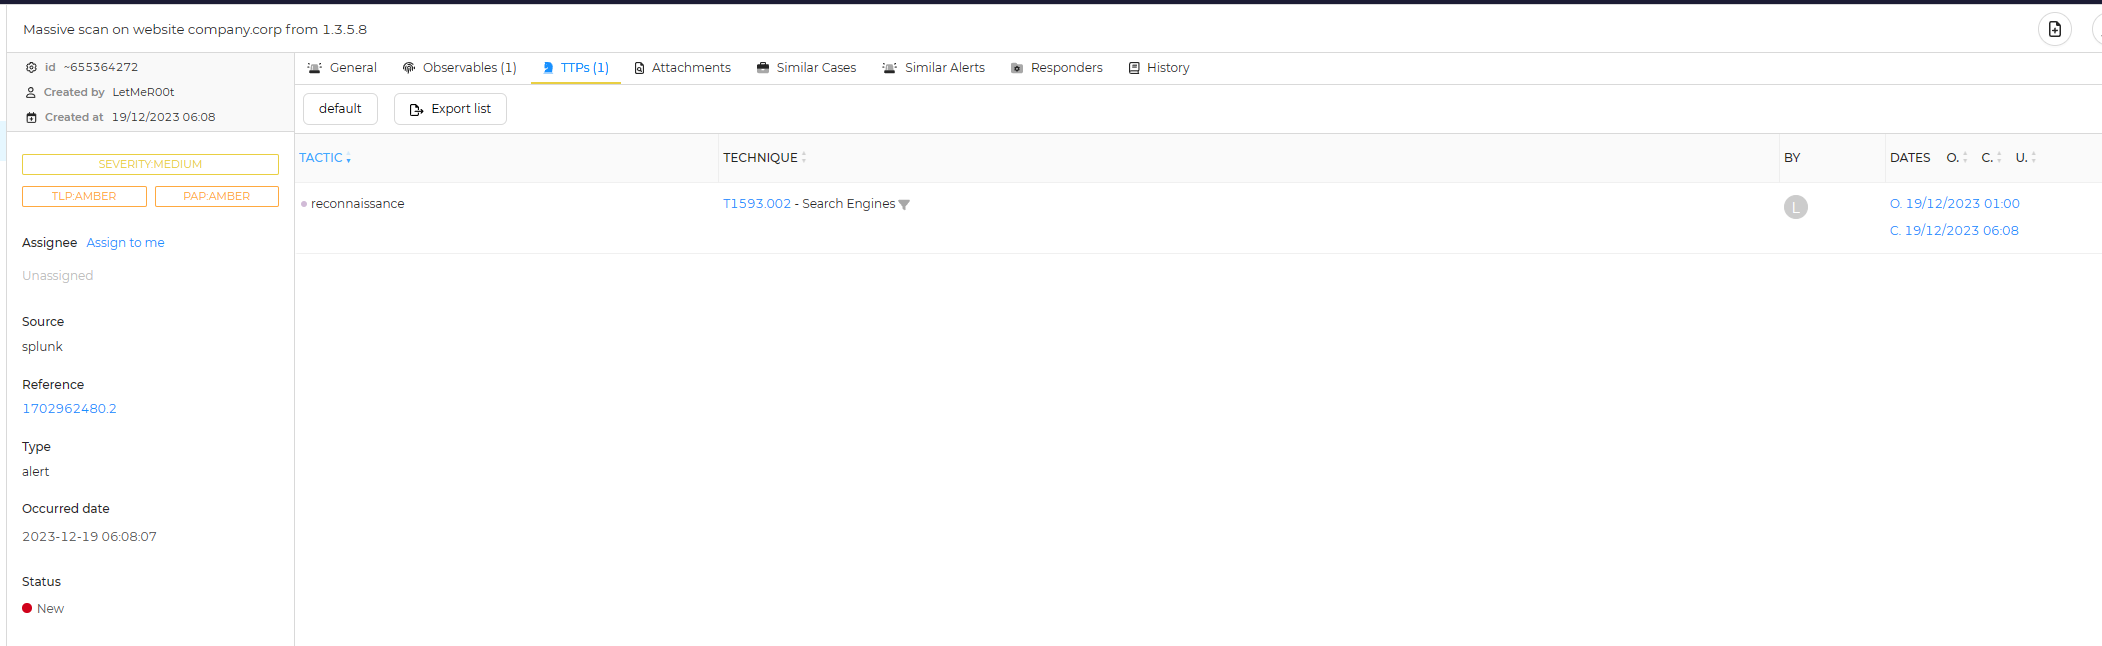 Massive scan on website company.corp from 1.3.5.8
id ~655364272
Created by LetMeR00t
Created at 19/12/2023 06:08
SEVERITY:MEDIUM
TLP:AMBER PAP:AMBER
Assignee Assign to me
Unassigned
Source
splunk
Reference
1702962480.2
Type
alert
Occurred date
2023-12-19 06:08:07
Status
New
General Observables (1) TTPs (1) Attachments Similar Cases Similar Alerts Responders History
default Export list
TACTIC TECHNIQUE BY DATES O. C. U.
reconnaissance T1593.002 - Search Engines L O. 19/12/2023 01:00
C. 19/12/2023 06:08